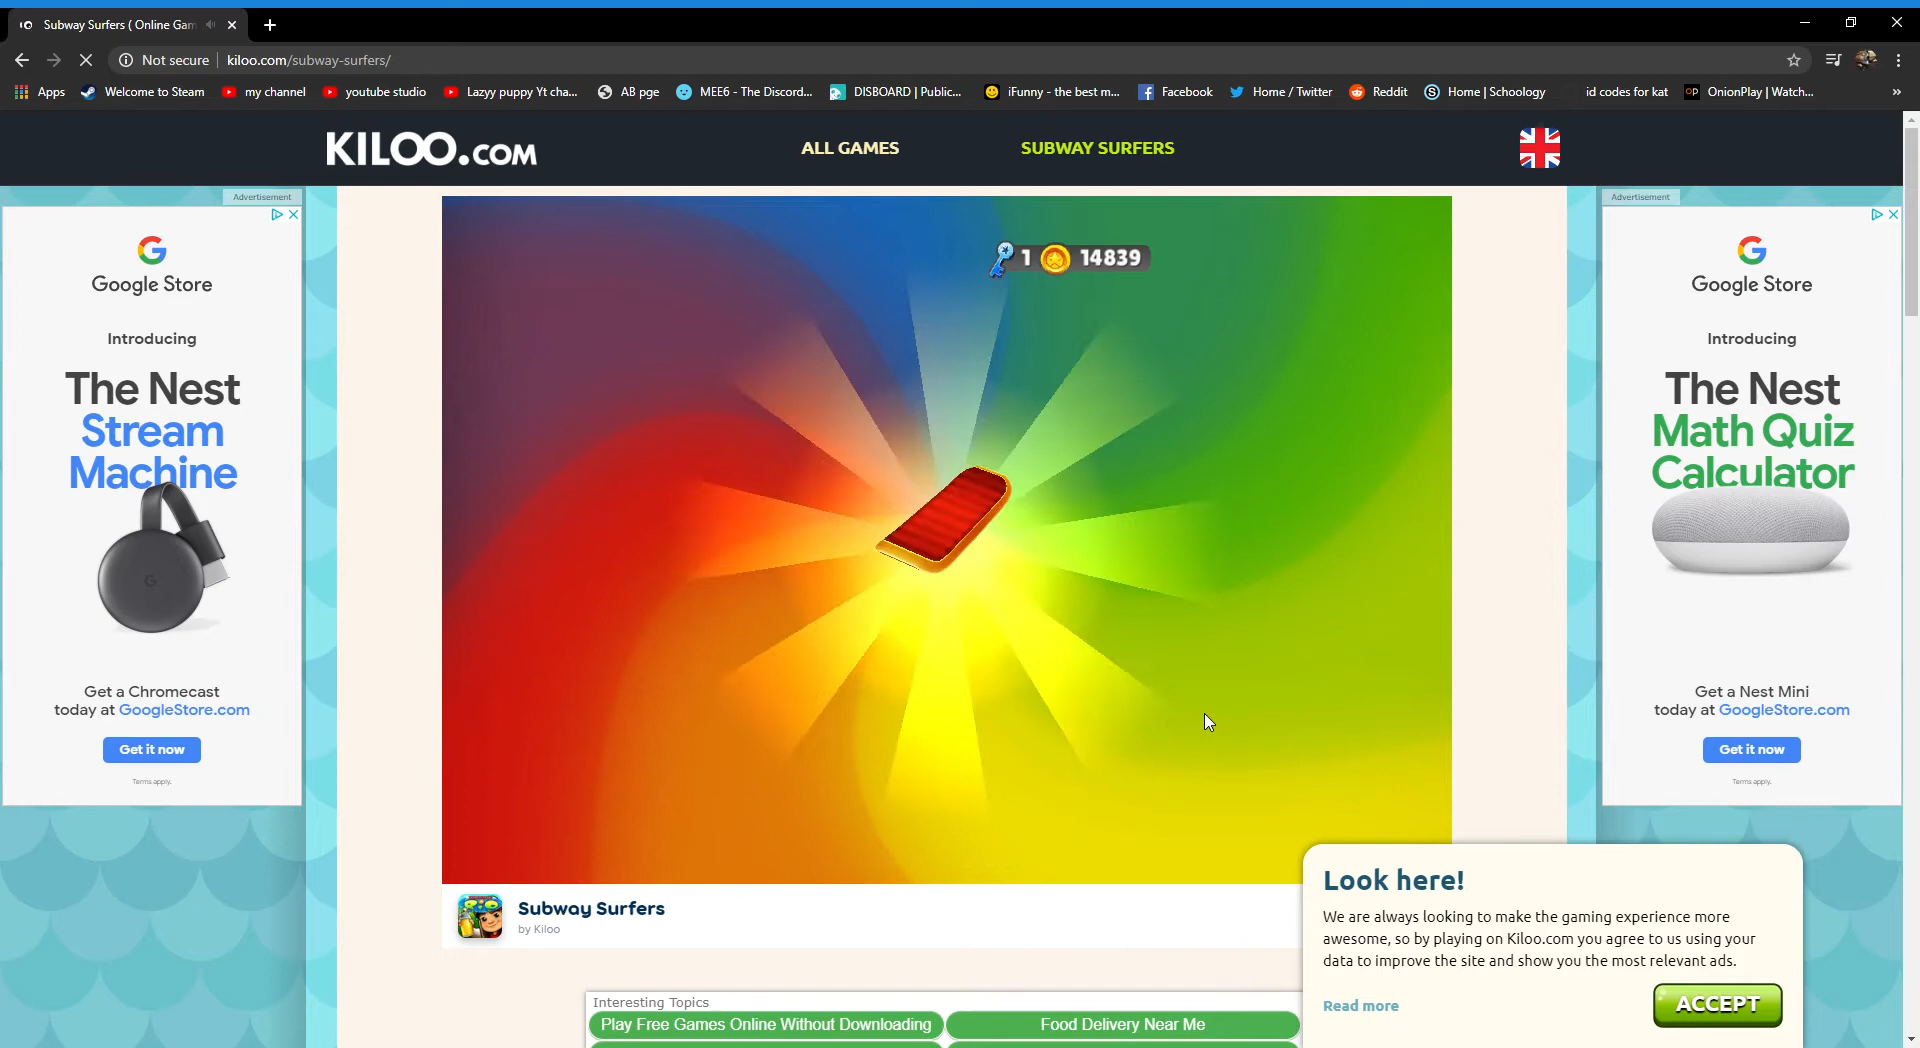 Subway Surfers ( Online Gam
Not secure
kiloo.com/subway-surfers/
Apps
Welcome to Steam
my channel
youtube studio
Lazyy puppy Yt cha...
AB pge
MEE6 - The Discord...
DISBOARD | Public...
iFunny - the best m...
Facebook
Home / Twitter
Reddit
Home | Schoology
id codes for kat
OP
OnionPlay | Watch...
»
KILOO.COM
ALL GAMES
SUBWAY SURFERS
Advertisement
Google Store
Introducing
The Nest
Stream
Machine
G
Get a Chromecast
today at GoogleStore.com
Get it now
Terms apply.
1
14839
Advertisement
Google Store
Introducing
The Nest
Math Quiz
Calculator
Get a Nest Mini
today at GoogleStore.com
Get it now
Terms apply.
Subway Surfers
by Kiloo
Interesting Topics
Play Free Games Online Without Downloading
Food Delivery Near Me
Look here!
We are always looking to make the gaming experience more
awesome, so by playing on Kiloo.com you agree to us using your
data to improve the site and show you the most relevant ads.
Read more
ACCEPT